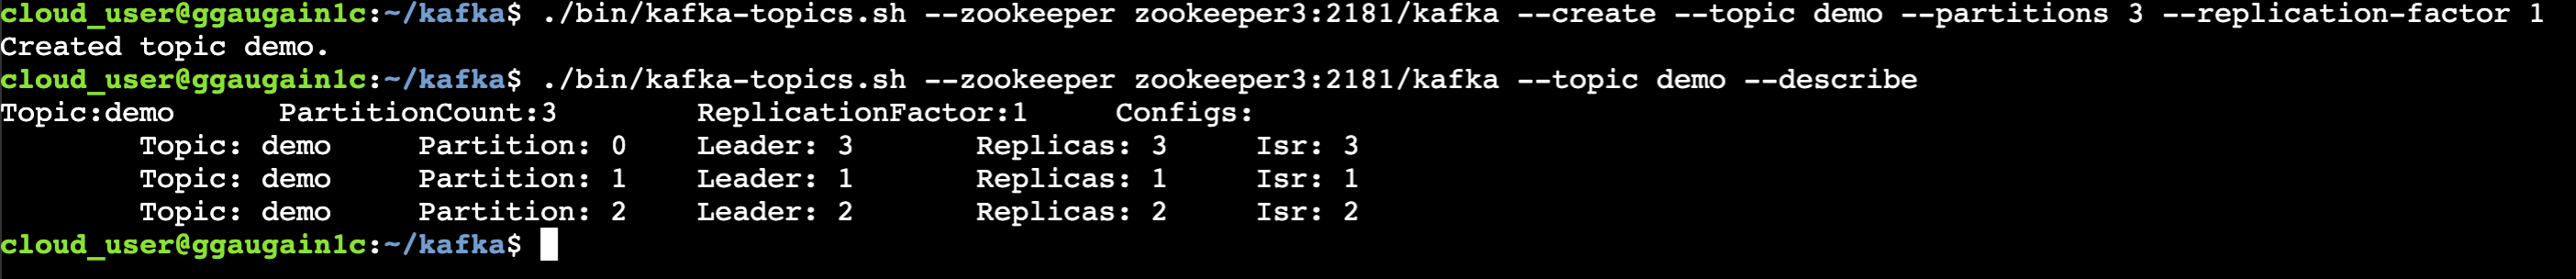 cloud_user@ggaugain1c:~/kafka$ ./bin/kafka-topics.sh --zookeeper zookeeper3:2181/kafka --create --topic demo --partitions 3 --replication-factor 1
Created topic demo.
cloud_user@ggaugain1c:~/kafka$ ./bin/kafka-topics.sh --zookeeper zookeeper3:2181/kafka --topic demo --describe
Topic:demo	PartitionCount:3	ReplicationFactor:1	Configs:
	Topic: demo	Partition: 0	Leader: 3	Replicas: 3	Isr: 3
	Topic: demo	Partition: 1	Leader: 1	Replicas: 1	Isr: 1
	Topic: demo	Partition: 2	Leader: 2	Replicas: 2	Isr: 2
cloud_user@ggaugain1c:~/kafka$